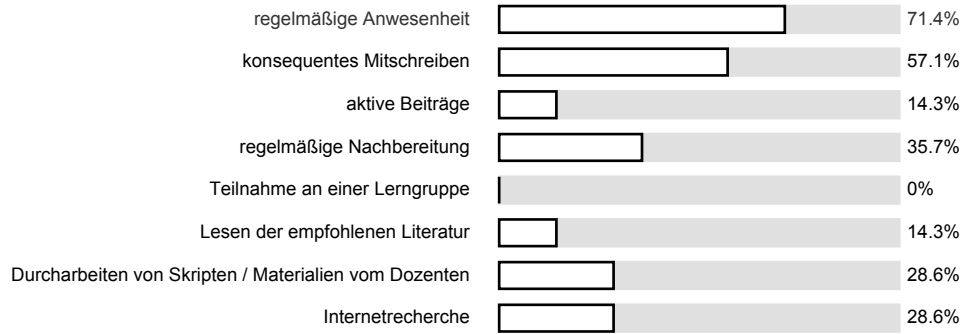 regelmäßige Anwesenheit 71.4%
konsequentes Mitschreiben 57.1%
aktive Beiträge 14.3%
regelmäßige Nachbereitung 35.7%
Teilnahme an einer Lerngruppe 0%
Lesen der empfohlenen Literatur 14.3%
Durcharbeiten von Skripten / Materialien vom Dozenten 28.6%
Internetrecherche 28.6%